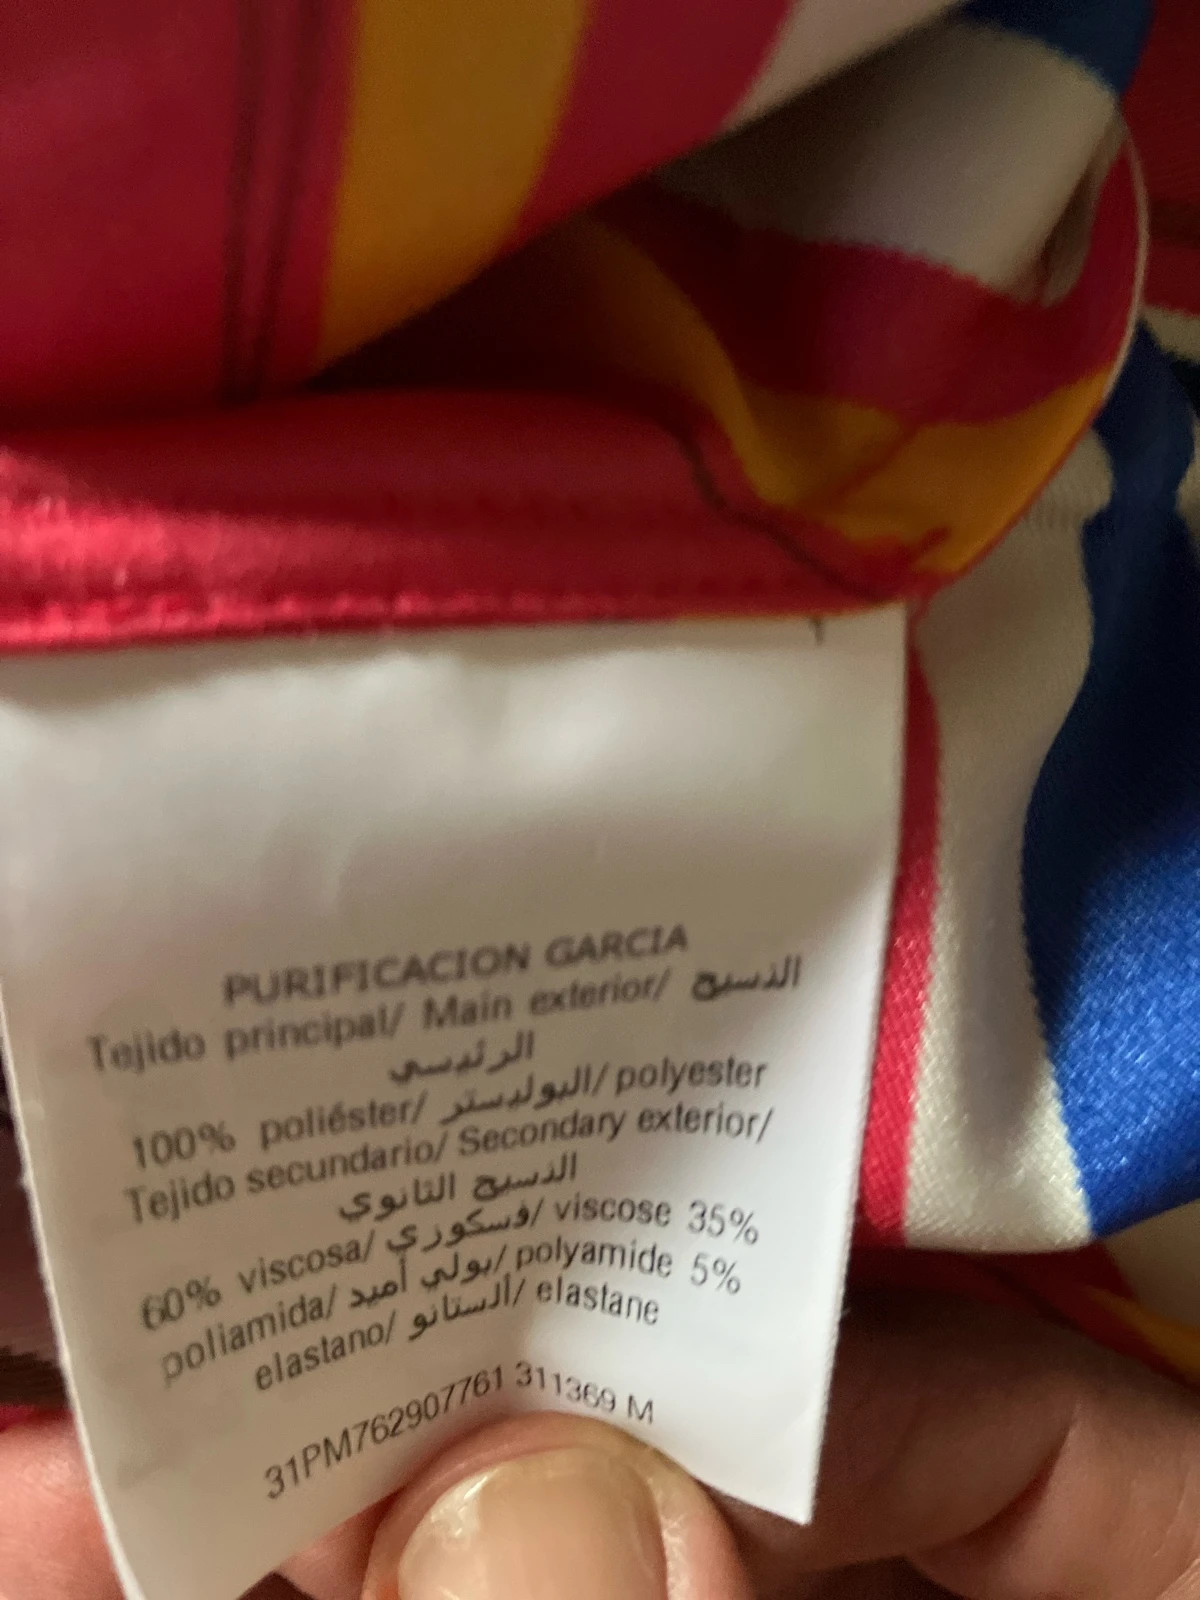 PURIFICACION GARCIA
Tejido principal/ Main exterior/ النسيج
الرئيسي
100% poliéster/ البوليستر/ polyester
Tejido secundario/ Secondary exterior/
النسيج الثانوي
60% viscosa/ فسكوزي/ viscose 35%
poliamida/ بولي أميد/ polyamide 5%
elastano/ ألستانو/ elastane
31PM762907761 311369 M